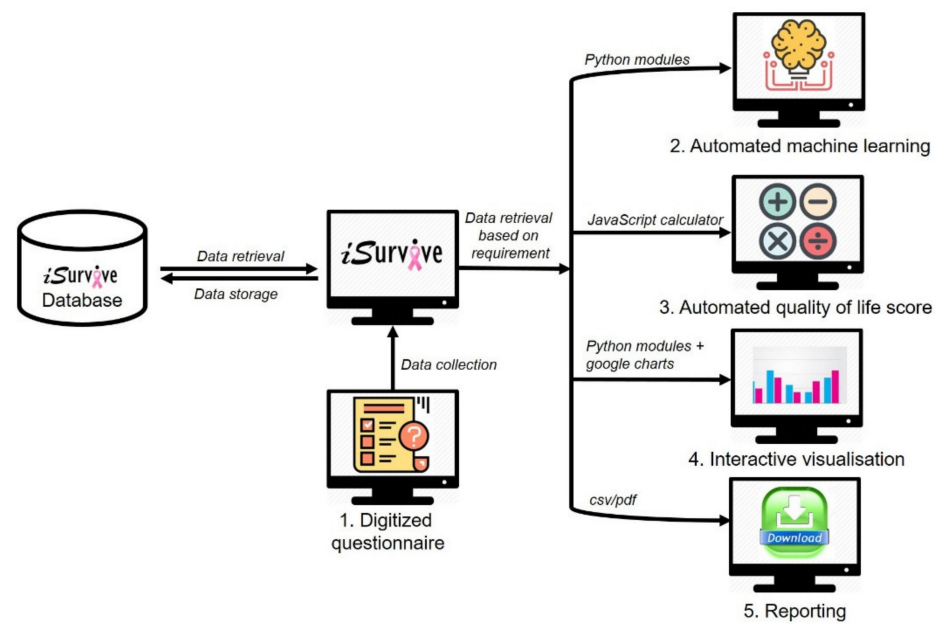 Python modules
2. Automated machine learning
JavaScript calculator
3. Automated quality of life score
Python modules +
google charts
4. Interactive visualisation
csv/pdf
Download
5. Reporting
Data retrieval
based on
requirement
iSurvive
Data retrieval
Data storage
iSurvive
Database
Data collection
1. Digitized
questionnaire